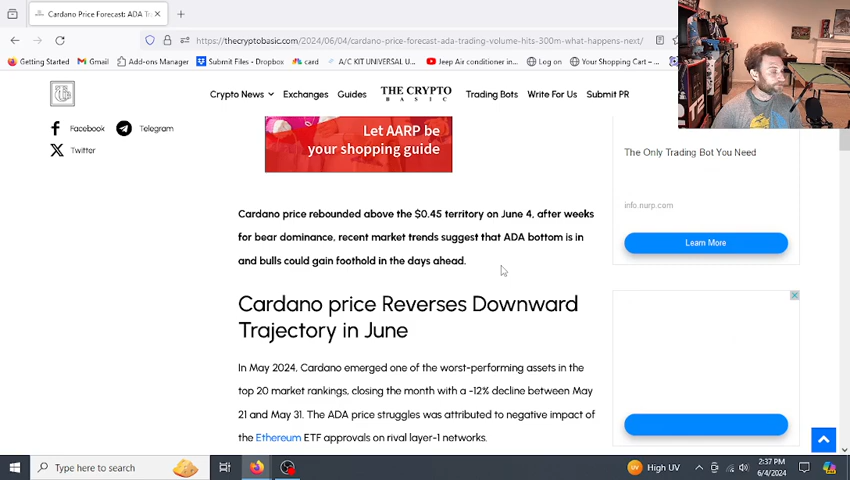 Cardano Price Forecast: ADA Tr
https://thecryptobasic.com/2024/06/04/cardano-price-forecast-ada-trading-volume-hits-300m-what-happens-next/
Getting Started
Gmail
Add-ons Manager
Submit Files - Dropbox
card
A/C KIT UNIVERSAL U...
Jeep Air conditioner in...
Log on
Your Shopping Cart –
Crypto News
Exchanges
Guides
THE CRYPTO
BASIC
Trading Bots
Write For Us
Submit PR
Facebook
Telegram
Twitter
Let AARP be
your shopping guide
The Only Trading Bot You Need
info.nurp.com
Learn More
Cardano price rebounded above the $0.45 territory on June 4, after weeks
for bear dominance, recent market trends suggest that ADA bottom is in
and bulls could gain foothold in the days ahead.
Cardano price Reverses Downward
Trajectory in June
In May 2024, Cardano emerged one of the worst-performing assets in the
top 20 market rankings, closing the month with a -12% decline between May
21 and May 31. The ADA price struggles was attributed to negative impact of
the Ethereum ETF approvals on rival layer-1 networks.
Type here to search
High UV
2:37 PM
6/4/2024